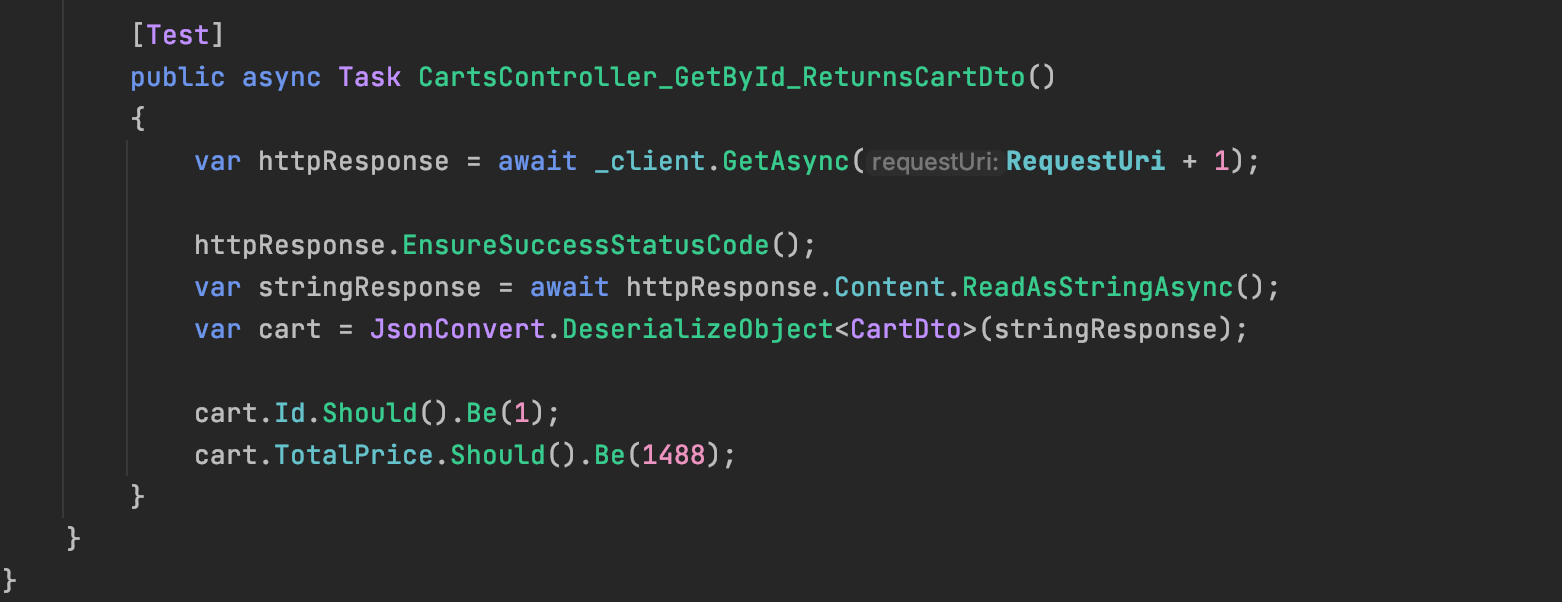 [Test]
public async Task CartsController_GetById_ReturnsCartDto()
{
var httpResponse = await _client.GetAsync( requestUri: RequestUri + 1);
httpResponse.EnsureSuccessStatusCode();
var stringResponse = await httpResponse.Content.ReadAsStringAsync();
var cart = JsonConvert.DeserializeObject<CartDto>(stringResponse);
cart.Id.Should().Be(1);
cart.TotalPrice.Should().Be(1488);
}
}
}